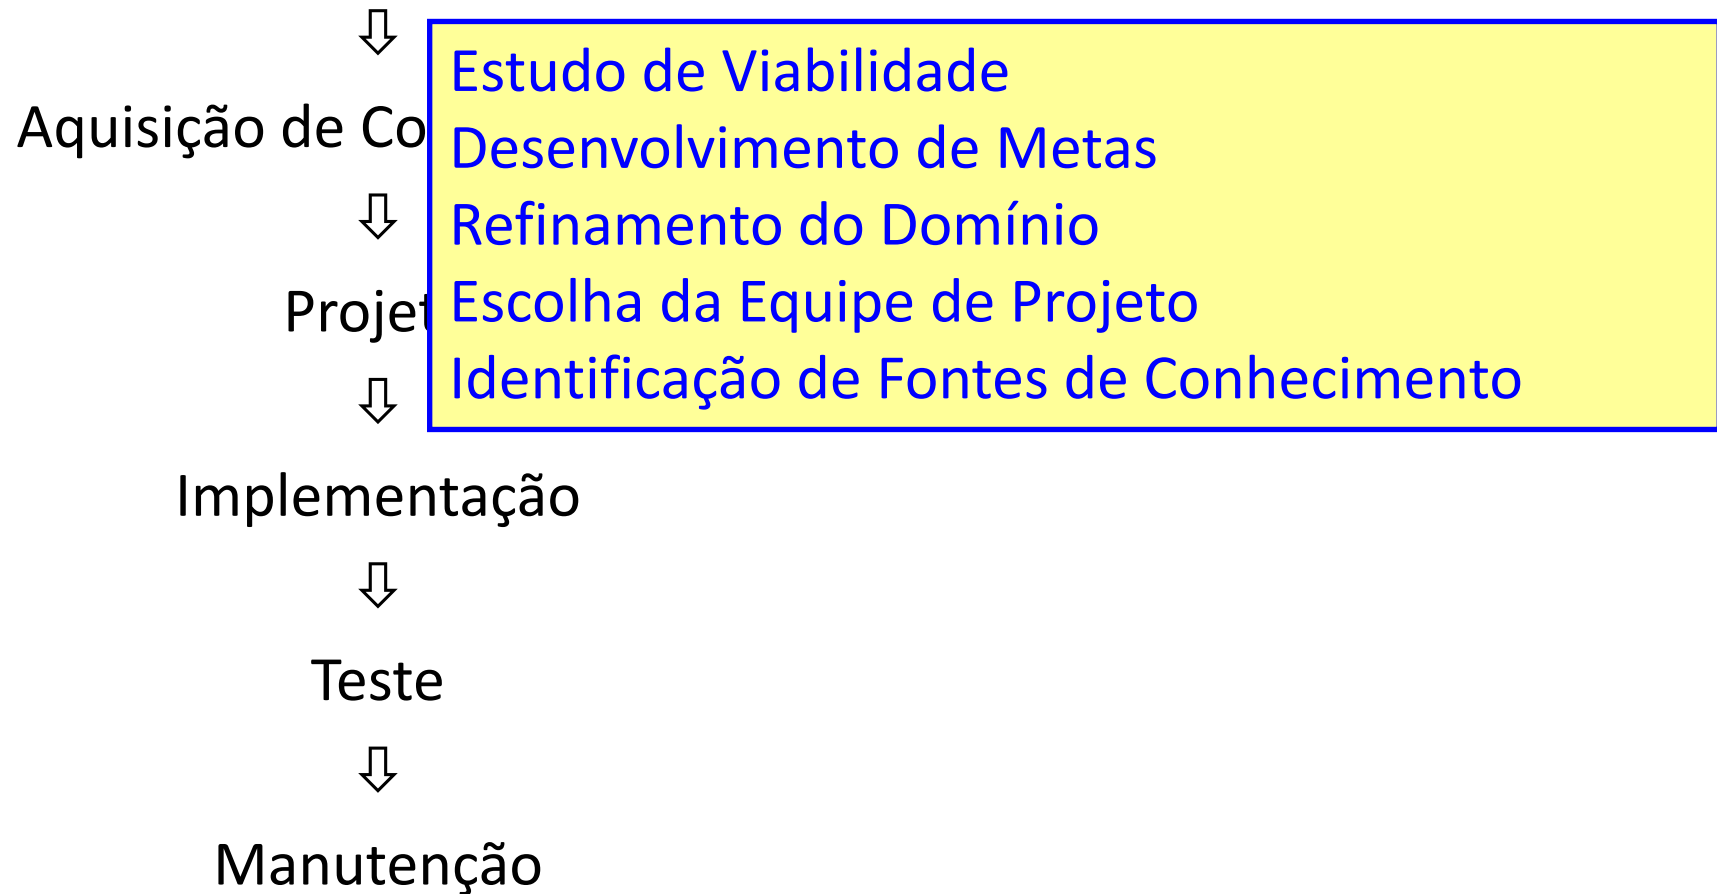 ⇩
Aquisição de Co
⇩
Projet
⇩
Implementação
⇩
Teste
⇩
Manutenção
Estudo de Viabilidade
Desenvolvimento de Metas
Refinamento do Domínio
Escolha da Equipe de Projeto
Identificação de Fontes de Conhecimento